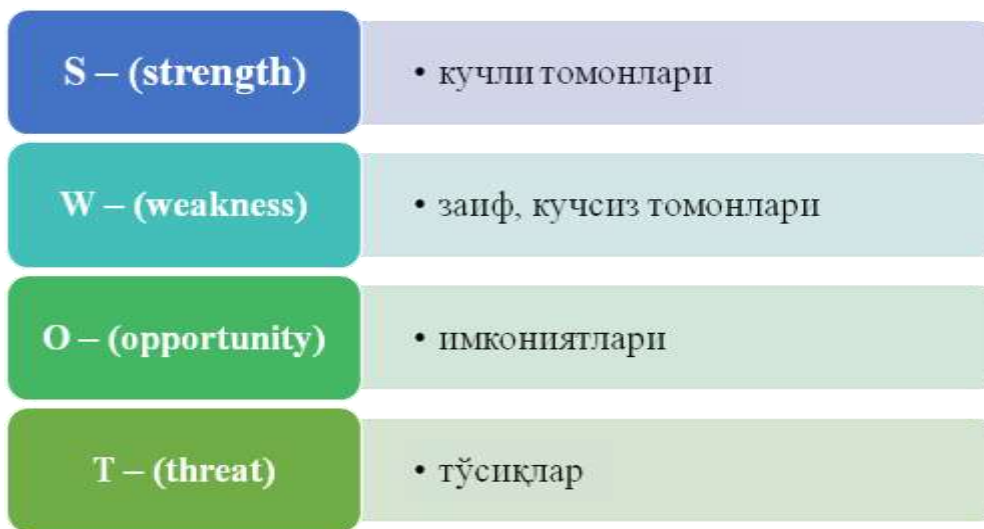 S – (strength)
• кучли томонлари
W – (weakness)
• заиф, кучсиз томонлари
O – (opportunity)
• имкониятлари
T – (threat)
• тўсиқлар